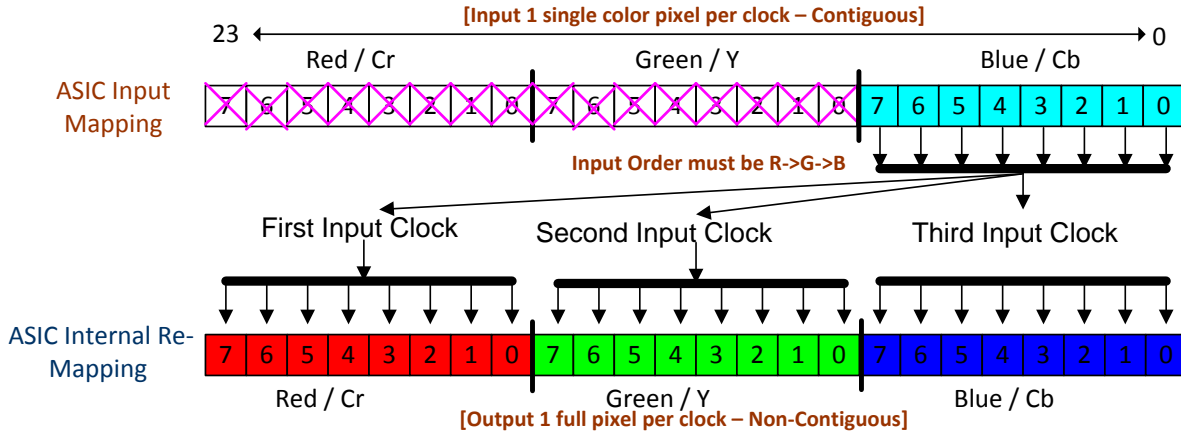 [Input 1 single color pixel per clock – Contiguous]
23 0
Red / Cr Green / Y Blue / Cb
ASIC Input
Mapping
7 6 5 4 3 2 1 0 7 6 5 4 3 2 1 0 7 6 5 4 3 2 1 0
Input Order must be R->G->B
First Input Clock Second Input Clock Third Input Clock
ASIC Internal Re-
Mapping
7 6 5 4 3 2 1 0 7 6 5 4 3 2 1 0 7 6 5 4 3 2 1 0
Red / Cr Green / Y Blue / Cb
[Output 1 full pixel per clock – Non-Contiguous]